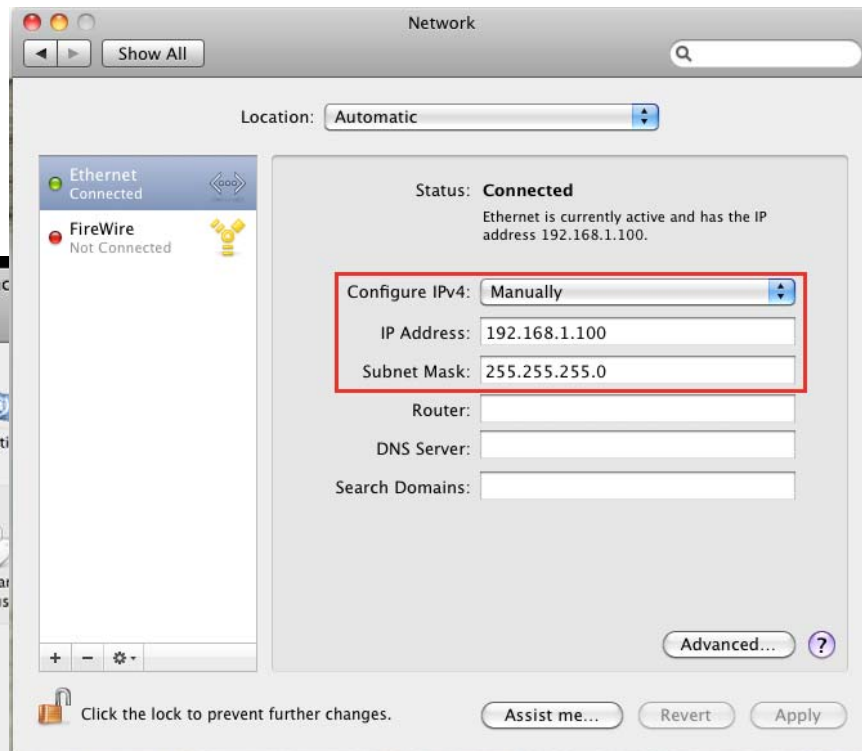 Network
Show All
Location: Automatic
Ethernet
Connected
FireWire
Not Connected
Status: Connected
Ethernet is currently active and has the IP
address 192.168.1.100.
Configure IPv4: Manually
IP Address: 192.168.1.100
Subnet Mask: 255.255.255.0
Router:
DNS Server:
Search Domains:
Advanced... ?
Click the lock to prevent further changes.
Assist me... Revert Apply